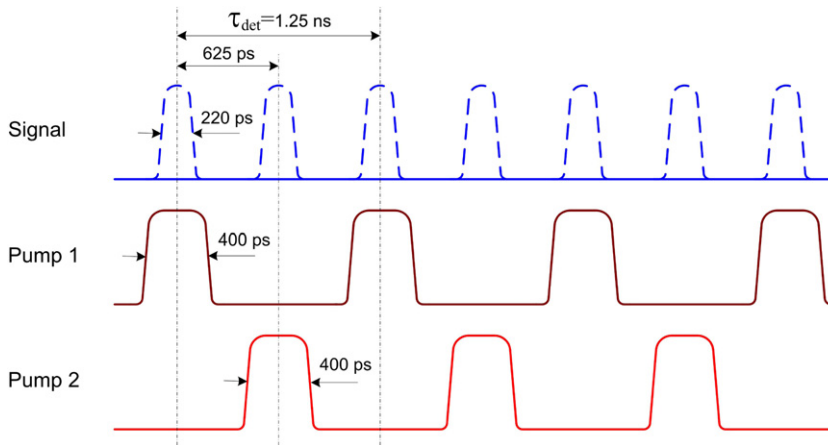 τdet=1.25 ns
625 ps
Signal
220 ps
Pump 1
400 ps
Pump 2
400 ps